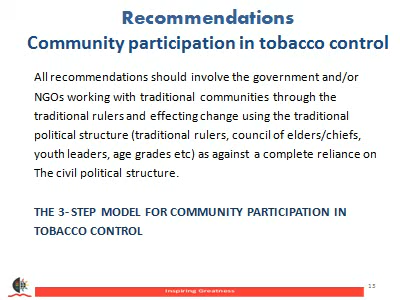 Recommendations
Community participation in tobacco control
All recommendations should involve the government and/or
NGOs working with traditional communities through the
traditional rulers and effecting change using the traditional
political structure (traditional rulers, council of elders/chiefs,
youth leaders, age grades etc) as against a complete reliance on
The civil political structure.
THE 3- STEP MODEL FOR COMMUNITY PARTICIPATION IN
TOBACCO CONTROL
Inspiring Greatness
13